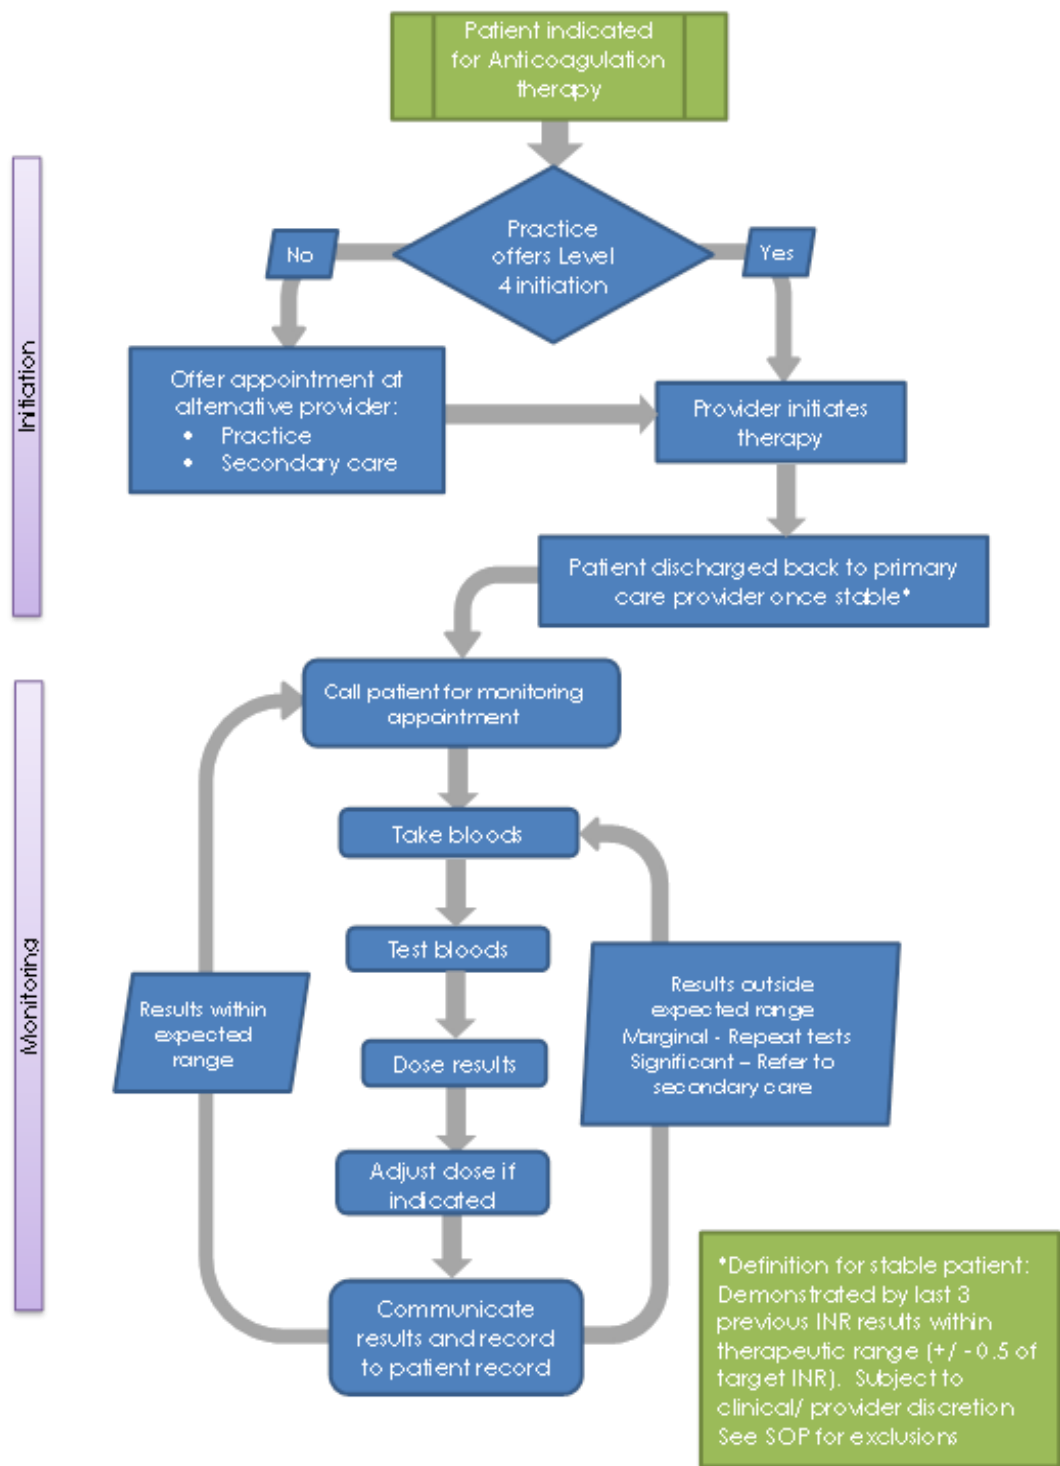 Patient indicated
for Anticoagulation
therapy
Practice
offers Level
4 initiation
No
Yes
Initiation
Offer appointment at
alternative provider:
• Practice
• Secondary care
Provider initiates
therapy
Patient discharged back to primary
care provider once stable*
Call patient for monitoring
appointment
Take bloods
Test bloods
Monitoring
Results within
expected
range
Results outside
expected range
Marginal - Repeat tests
Significant – Refer to
secondary care
Dose results
Adjust dose if
indicated
Communicate
results and record
to patient record
*Definition for stable patient:
Demonstrated by last 3
previous INR results within
therapeutic range (+/ - 0.5 of
target INR). Subject to
clinical/ provider discretion
See SOP for exclusions